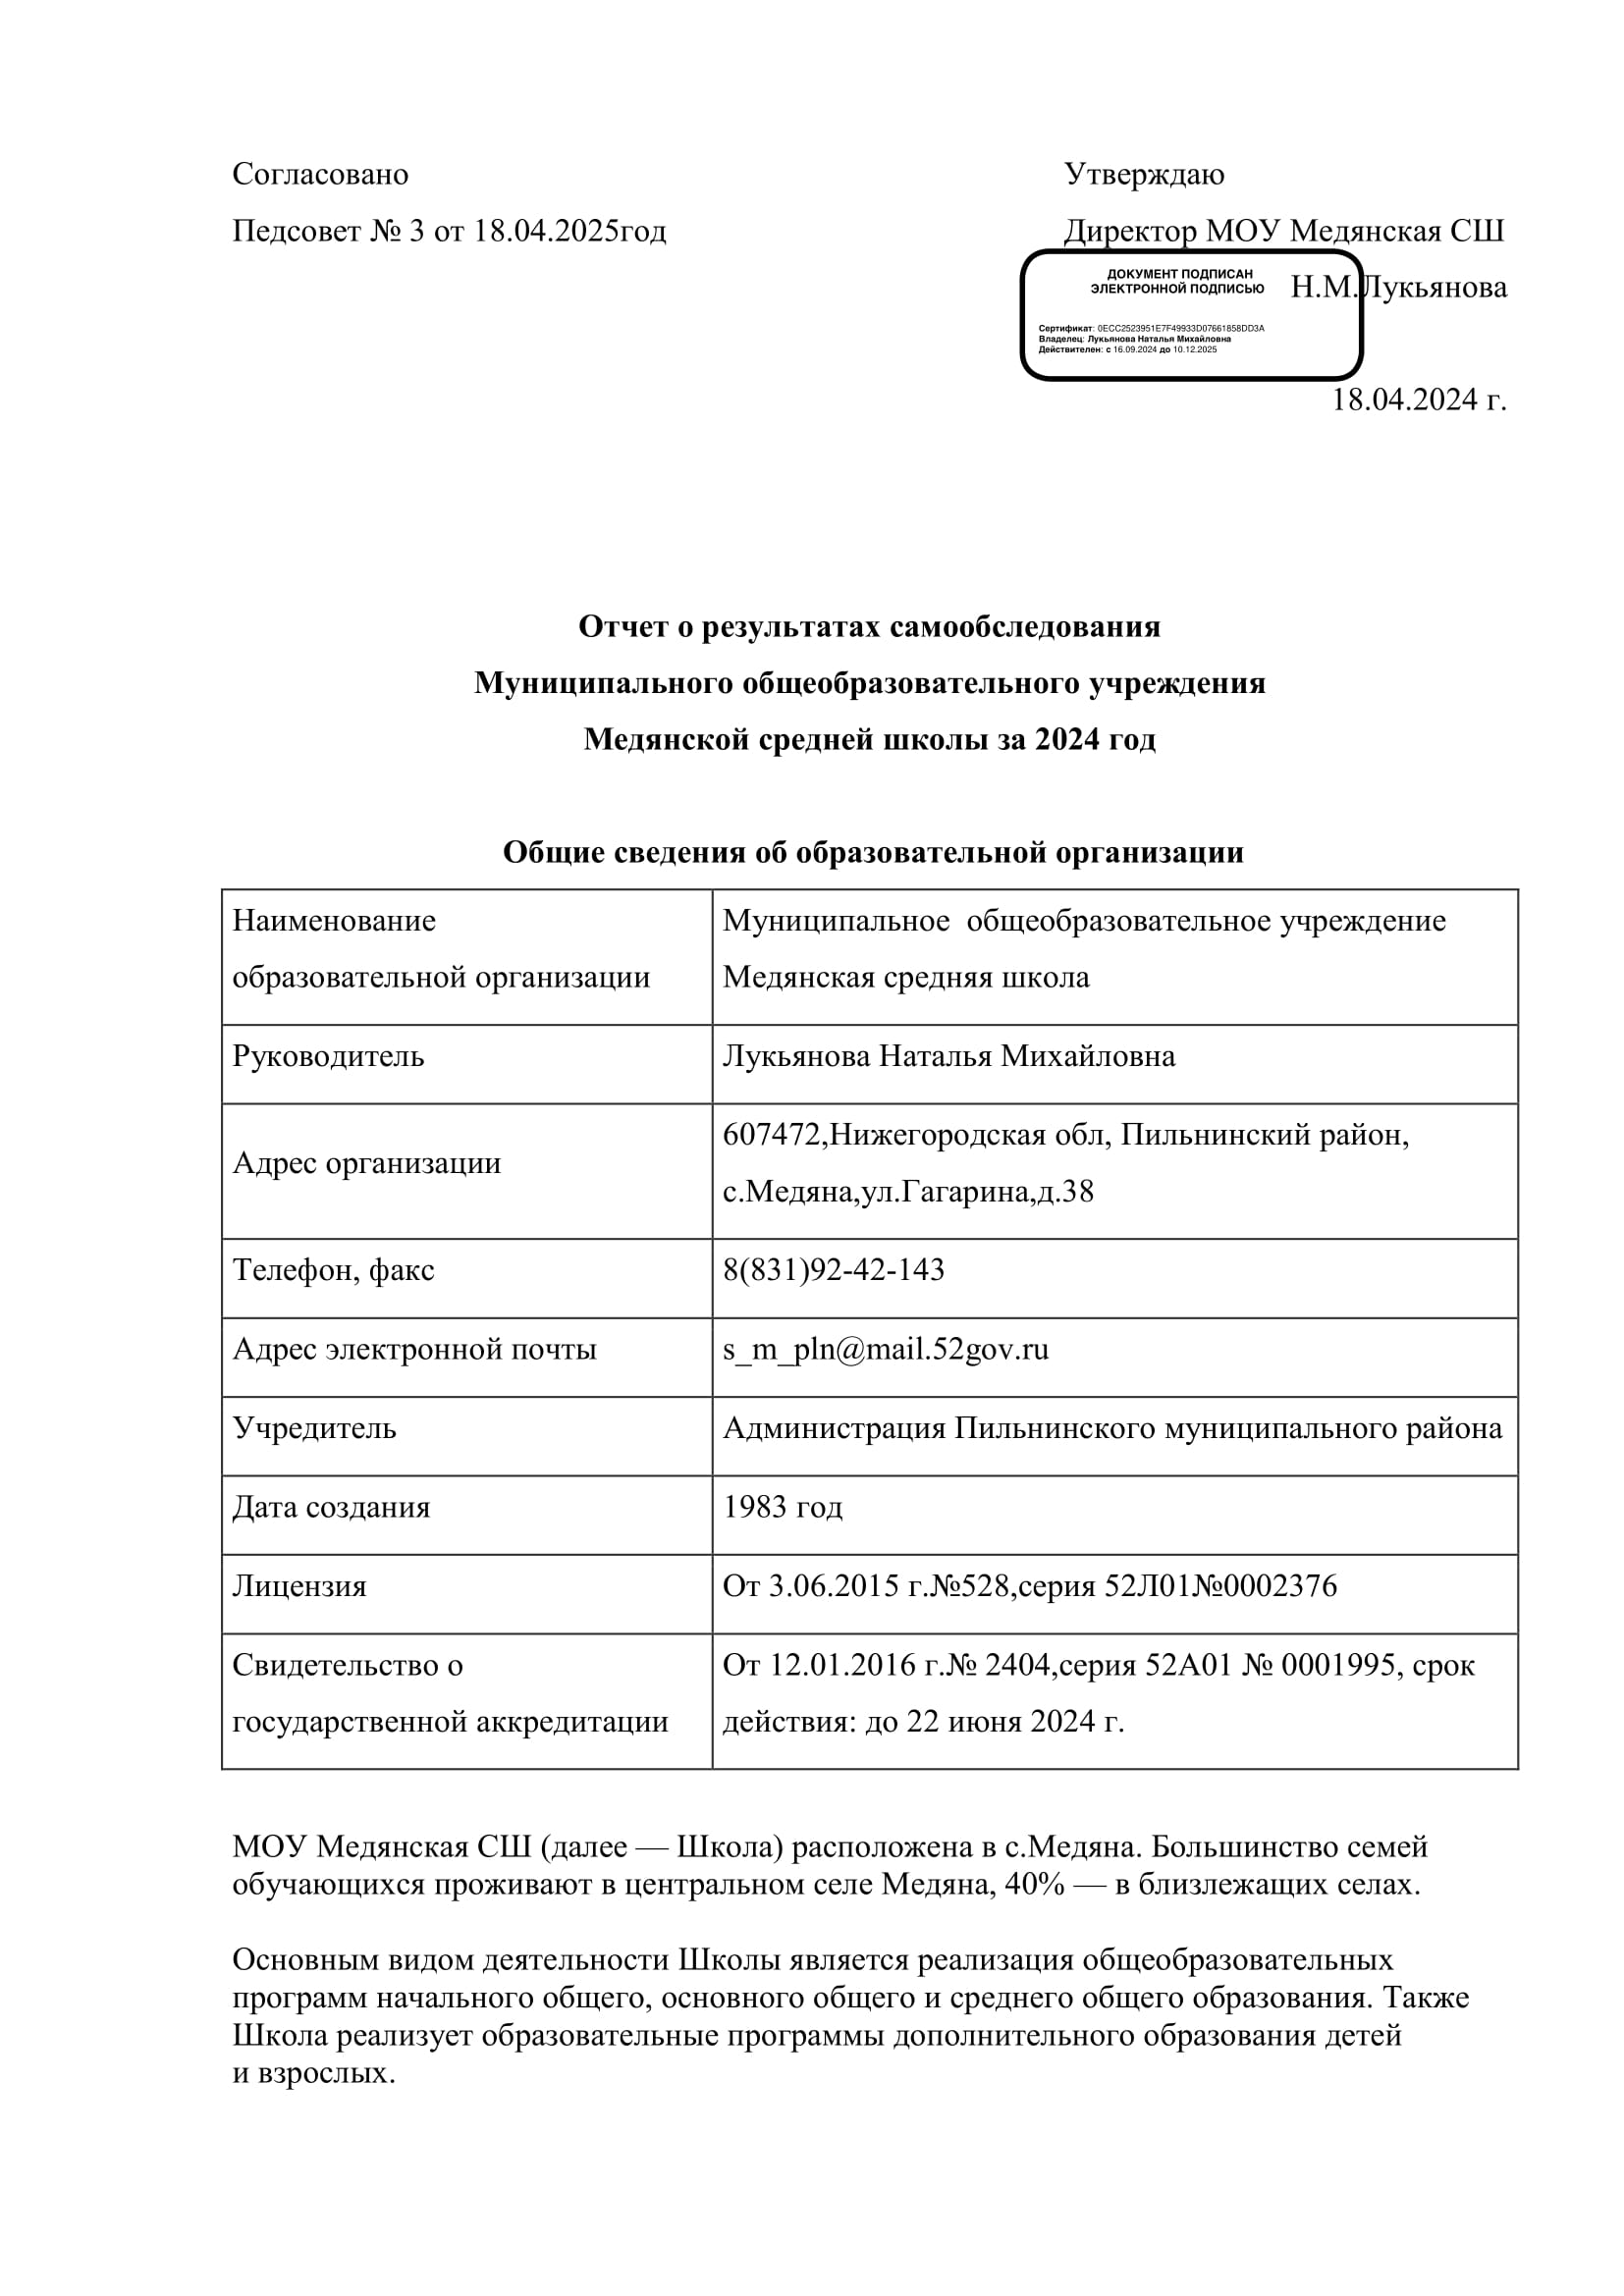 Согласовано
Педсовет № 3 от 18.04.2025год
Утверждаю
Директор МОУ Медянская СШ
Н.М.Лукьянова
ДОКУМЕНТ ПОДПИСАН
ЭЛЕКТРОННОЙ ПОДПИСЬЮ
Сертификат: 0ECC2523951E7F49933D07661858DD3A
Владелец: Лукьянова Наталья Михайловна
Действителен: с 16.09.2024 до 10.12.2025
18.04.2024 г.
Отчет о результатах самообследования
Муниципального общеобразовательного учреждения
Медянской средней школы за 2024 год
Общие сведения об образовательной организации
Наименование
образовательной организации
Муниципальное  общеобразовательное учреждение
Медянская средняя школа
Руководитель
Лукьянова Наталья Михайловна
Адрес организации
607472,Нижегородская обл, Пильнинский район,
с.Медяна,ул.Гагарина,д.38
Телефон, факс
8(831)92-42-143
Адрес электронной почты
s_m_pln@mail.52gov.ru
Учредитель
Администрация Пильнинского муниципального района
Дата создания
1983 год
Лицензия
От 3.06.2015 г.№528,серия 52Л01№0002376
Свидетельство о
государственной аккредитации
От 12.01.2016 г.№ 2404,серия 52А01 № 0001995, срок
действия: до 22 июня 2024 г.
МОУ Медянская СШ (далее — Школа) расположена в с.Медяна. Большинство семей
обучающихся проживают в центральном селе Медяна, 40% — в близлежащих селах.
Основным видом деятельности Школы является реализация общеобразовательных
программ начального общего, основного общего и среднего общего образования. Также
Школа реализует образовательные программы дополнительного образования детей
и взрослых.